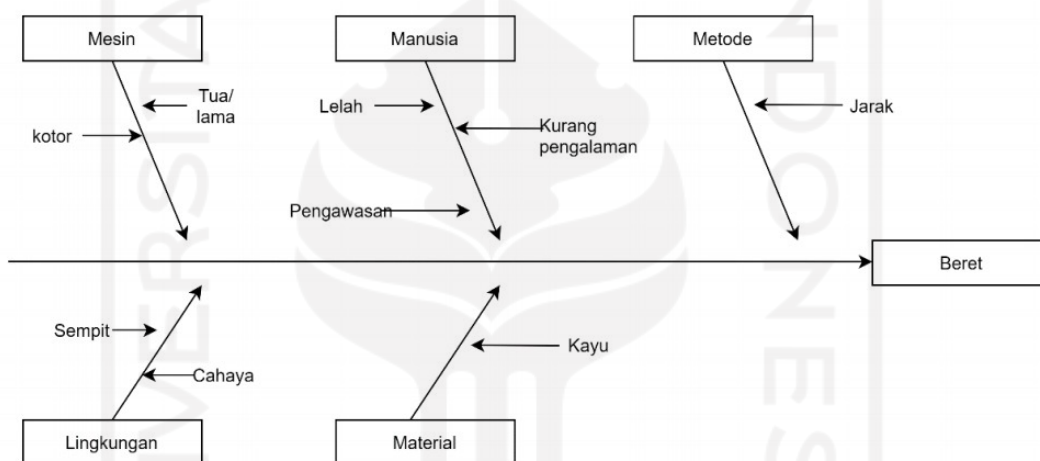 Mesin
Manusia
Metode
Tua/
lama
kotor
Lelah
Kurang
pengalaman
Jarak
Pengawasan
Beret
Sempit
Cahaya
Kayu
Lingkungan
Material